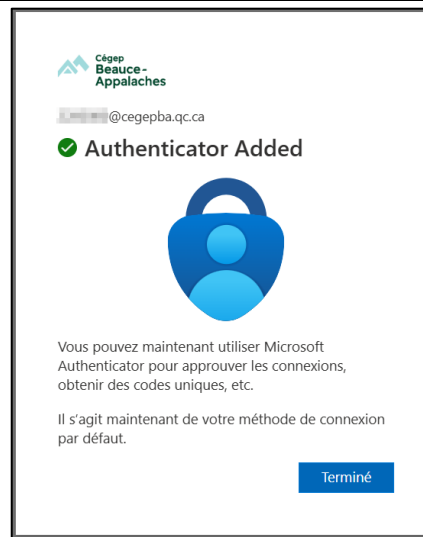 Cégep
Beauce-
Appalaches
@cegepba.qc.ca
Authenticator Added
Vous pouvez maintenant utiliser Microsoft
Authenticator pour approuver les connexions,
obtenir des codes uniques, etc.
Il s'agit maintenant de votre méthode de connexion
par défaut.
Terminé